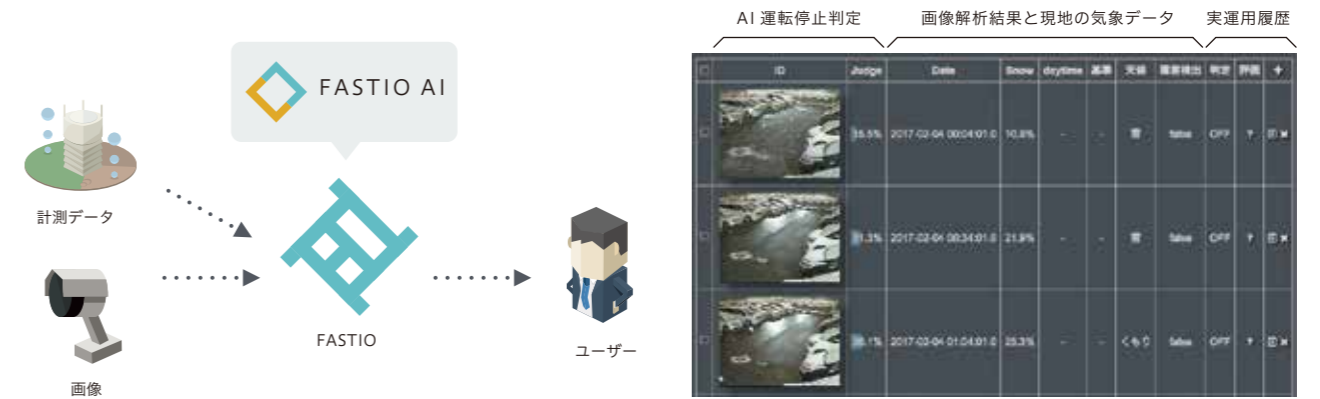 FASTIO AI
計測データ
画像
FASTIO
ユーザー
AI 運転停止判定 画像解析結果と現地の気象データ 実運用履歴
ID Judge Date Snow daytime 基準 天候 判定 評価 +
2017-02-04 00:04:01.0 10.8% - - 雪 false OFF ?
2017-02-04 00:34:01.0 21.9% - - 雪 false OFF ?
2017-02-04 01:04:01.0 25.3% - - くもり false OFF ?